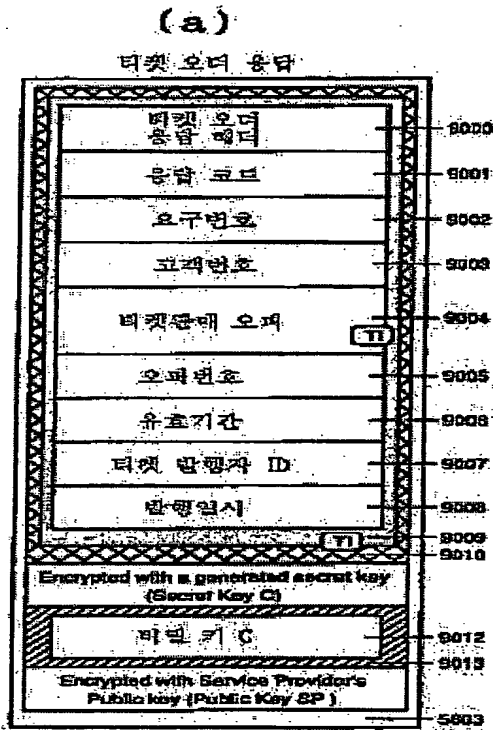 (a)
티켓 오더 응답
티켓 오더
응답 헤더
9000
응답 코드
9001
요구번호
9002
고객번호
9003
티켓판매 오퍼
9004
TI
오퍼번호
9005
유효기간
9006
티켓 발행자 ID
9007
발행일시
9008
TI
9009
9010
Encrypted with a generated secret key
(Secret Key C)
비밀 키 C
9012
9013
Encrypted with Service Provider's
Public key (Public Key SP)
5803